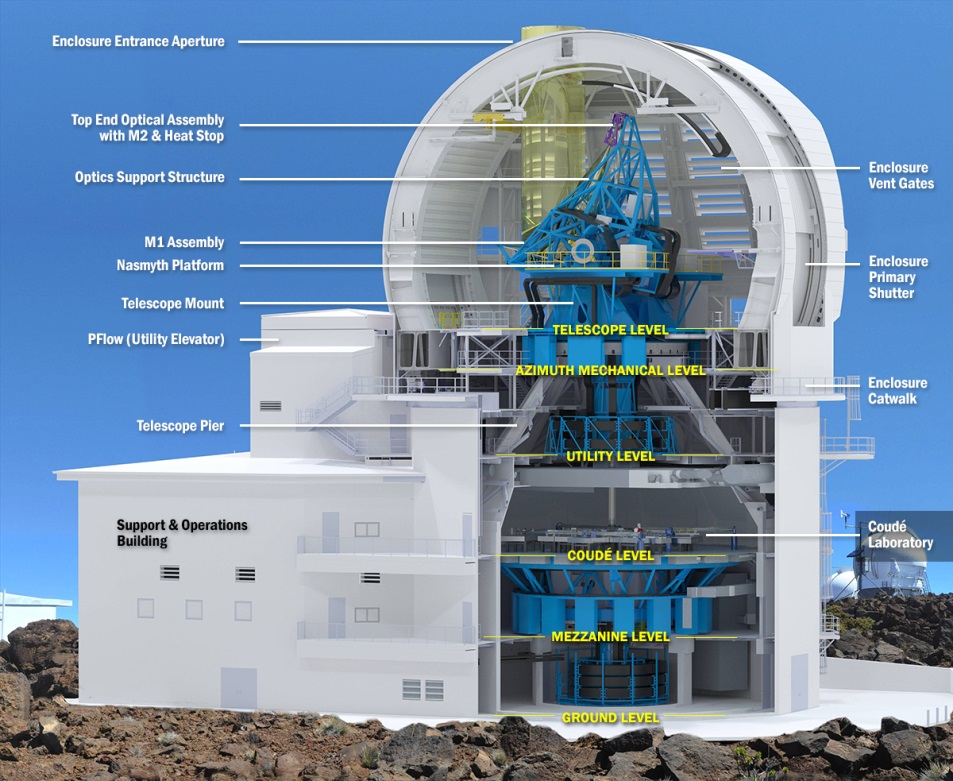 Enclosure Entrance Aperture
Top End Optical Assembly
with M2 & Heat Stop
Optics Support Structure
M1 Assembly
Nasmyth Platform
Telescope Mount
PFlow (Utility Elevator)
Telescope Pier
Support & Operations
Building
Enclosure
Vent Gates
Enclosure
Primary
Shutter
Enclosure
Catwalk
Coudé
Laboratory
TELESCOPE LEVEL
AZIMUTH MECHANICAL LEVEL
UTILITY LEVEL
COUDÉ LEVEL
MEZZANINE LEVEL
GROUND LEVEL